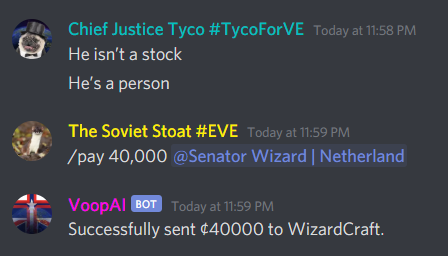 Chief Justice Tyco #TycoForVE Today at 11:58 PM
He isn't a stock
He's a person
The Soviet Stoat #EVE Today at 11:59 PM
/pay 40,000 @Senator Wizard | Netherland
VoopAI BOT Today at 11:59 PM
Successfully sent ¢40000 to WizardCraft.